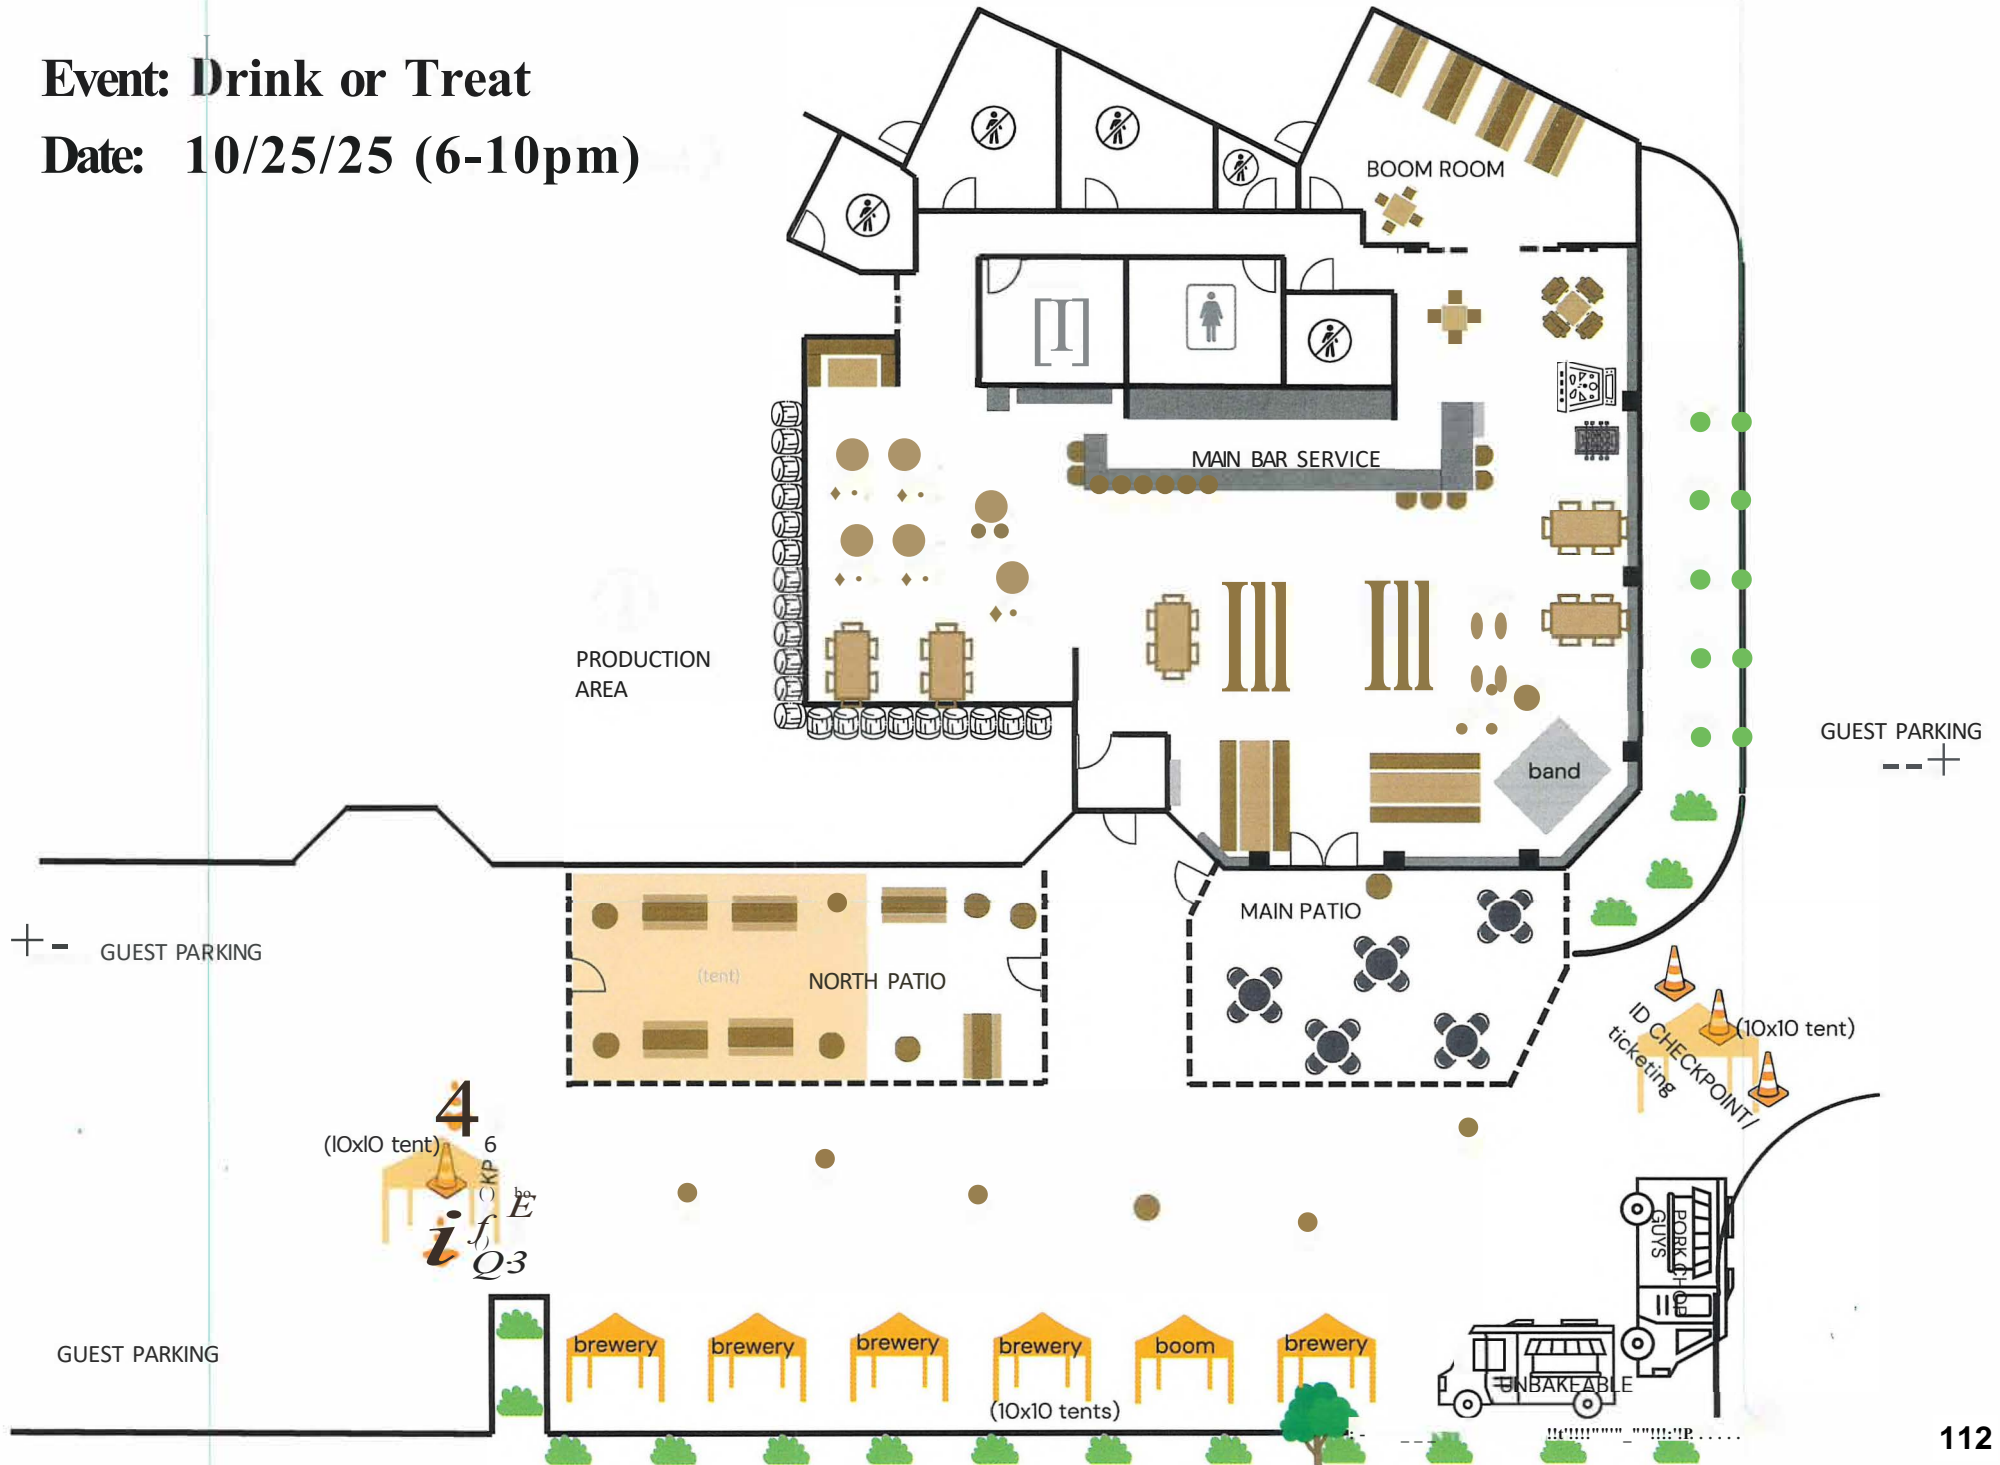 Event: Drink or Treat
Date: 10/25/25 (6-10pm)
BOOM ROOM
MAIN BAR SERVICE
PRODUCTION
AREA
GUEST PARKING
band
MAIN PATIO
GUEST PARKING
(tent)
NORTH PATIO
ID CHECKPOINT/
ticketing
(10x10 tent)
(10x10 tent)
PORK CHOP
GUYS
GUEST PARKING
brewery
brewery
brewery
brewery
boom
brewery
UNBAKEABLE
(10x10 tents)
112